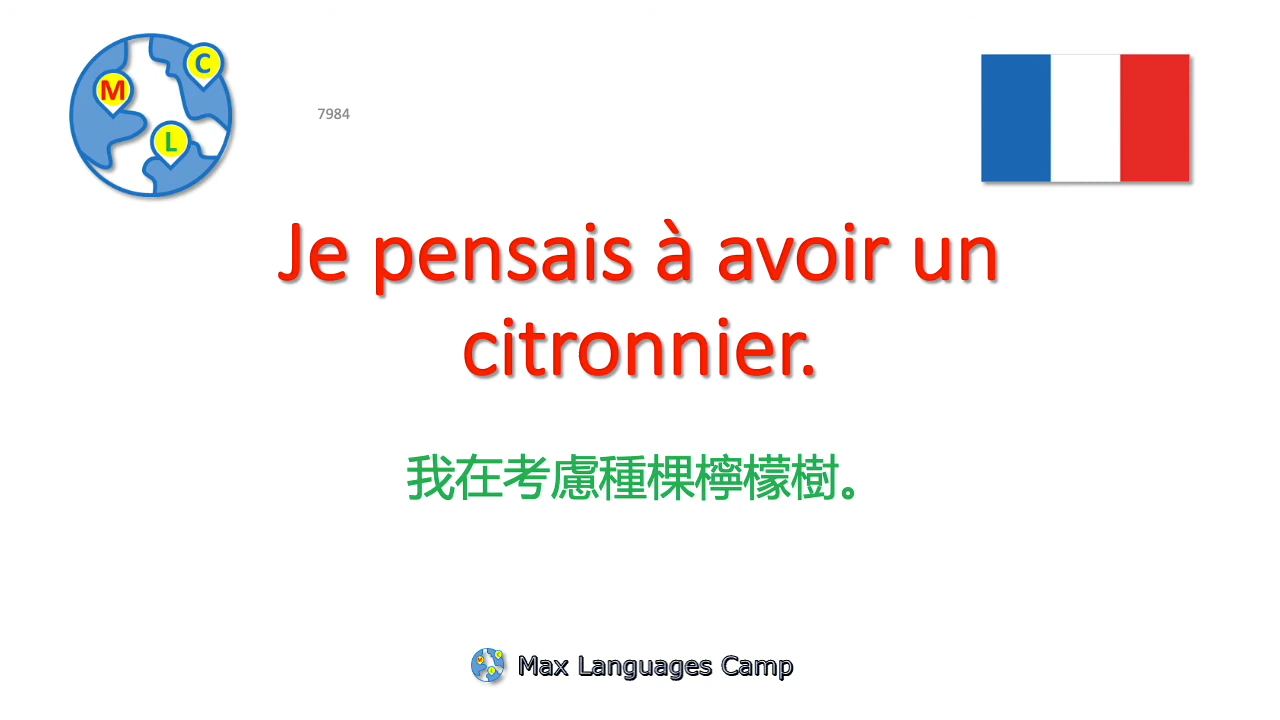 M
C
L
7984
Je pensais à avoir un
citronnier.
我在考慮種棵檸檬樹。
Max Languages Camp